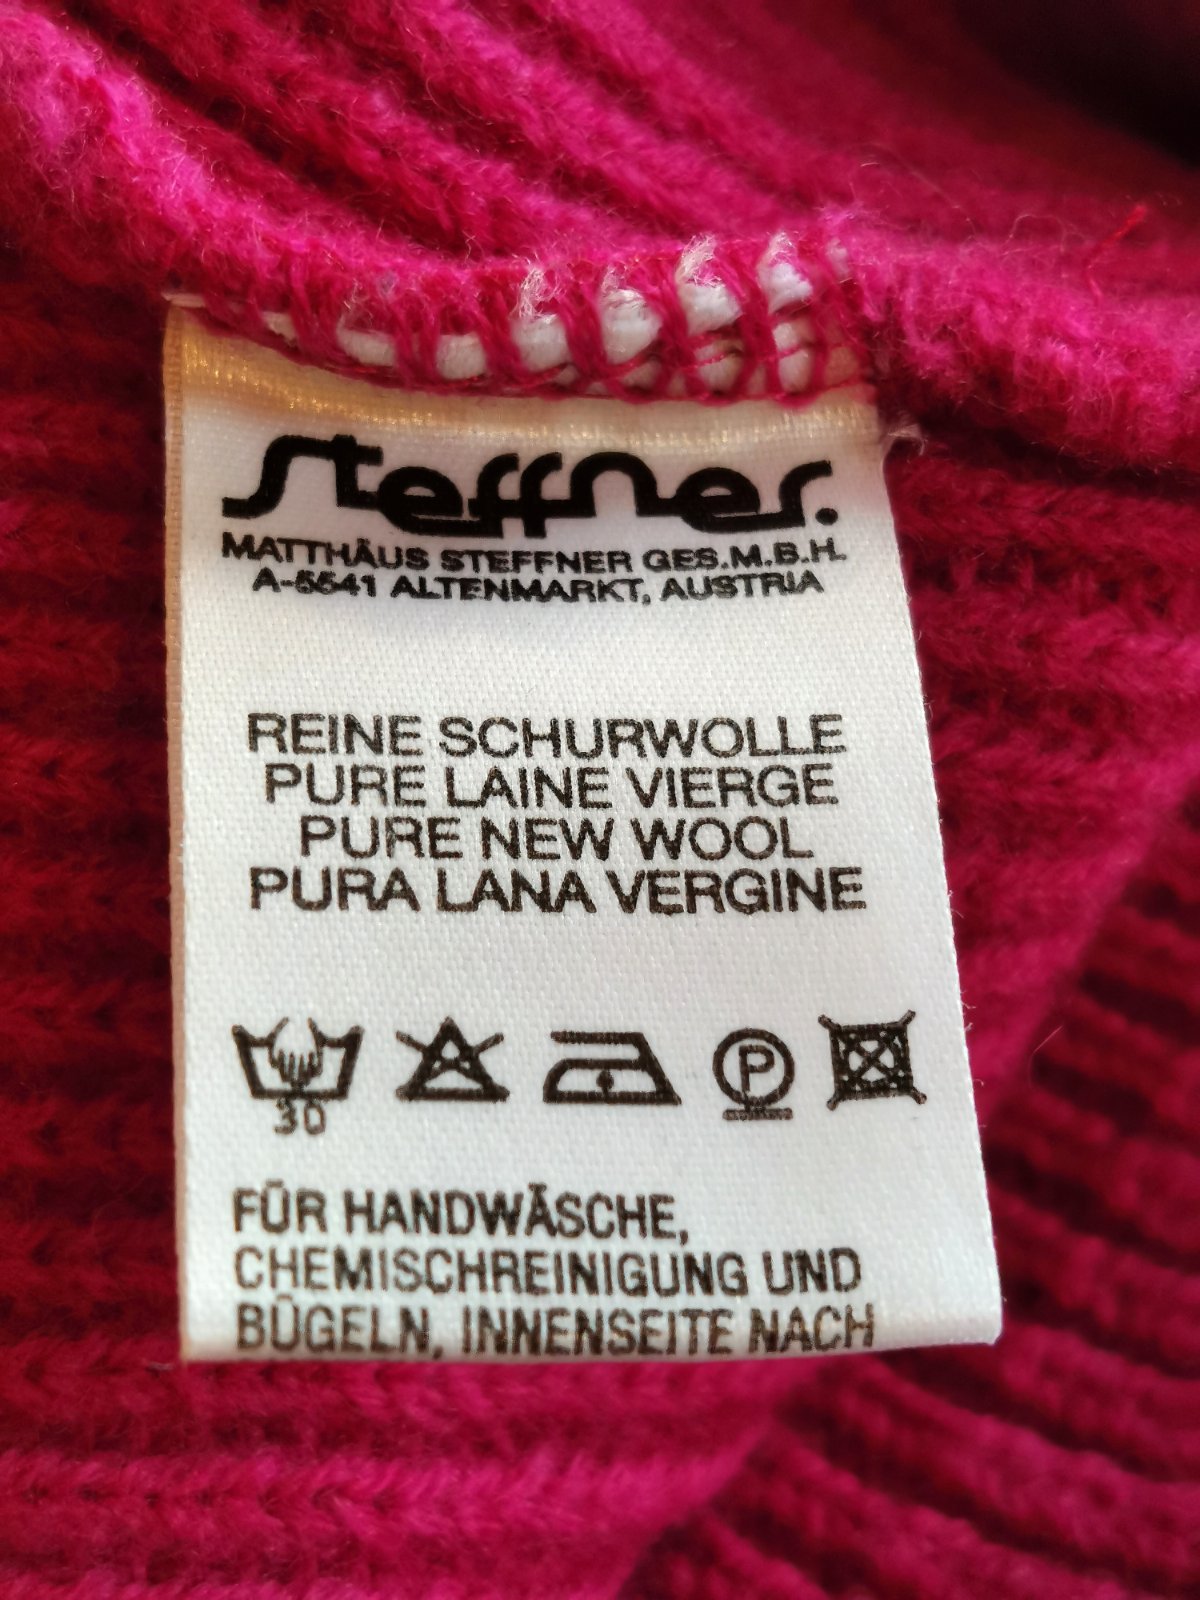 steffner.
MATTHÄUS STEFFNER GES.M.B.H.
A-5541 ALTENMARKT, AUSTRIA
REINE SCHURWOLLE
PURE LAINE VIERGE
PURE NEW WOOL
PURA LANA VERGINE
P
30
FÜR HANDWÄSCHE,
CHEMISCHREINIGUNG UND
BÜGELN, INNENSEITE NACH